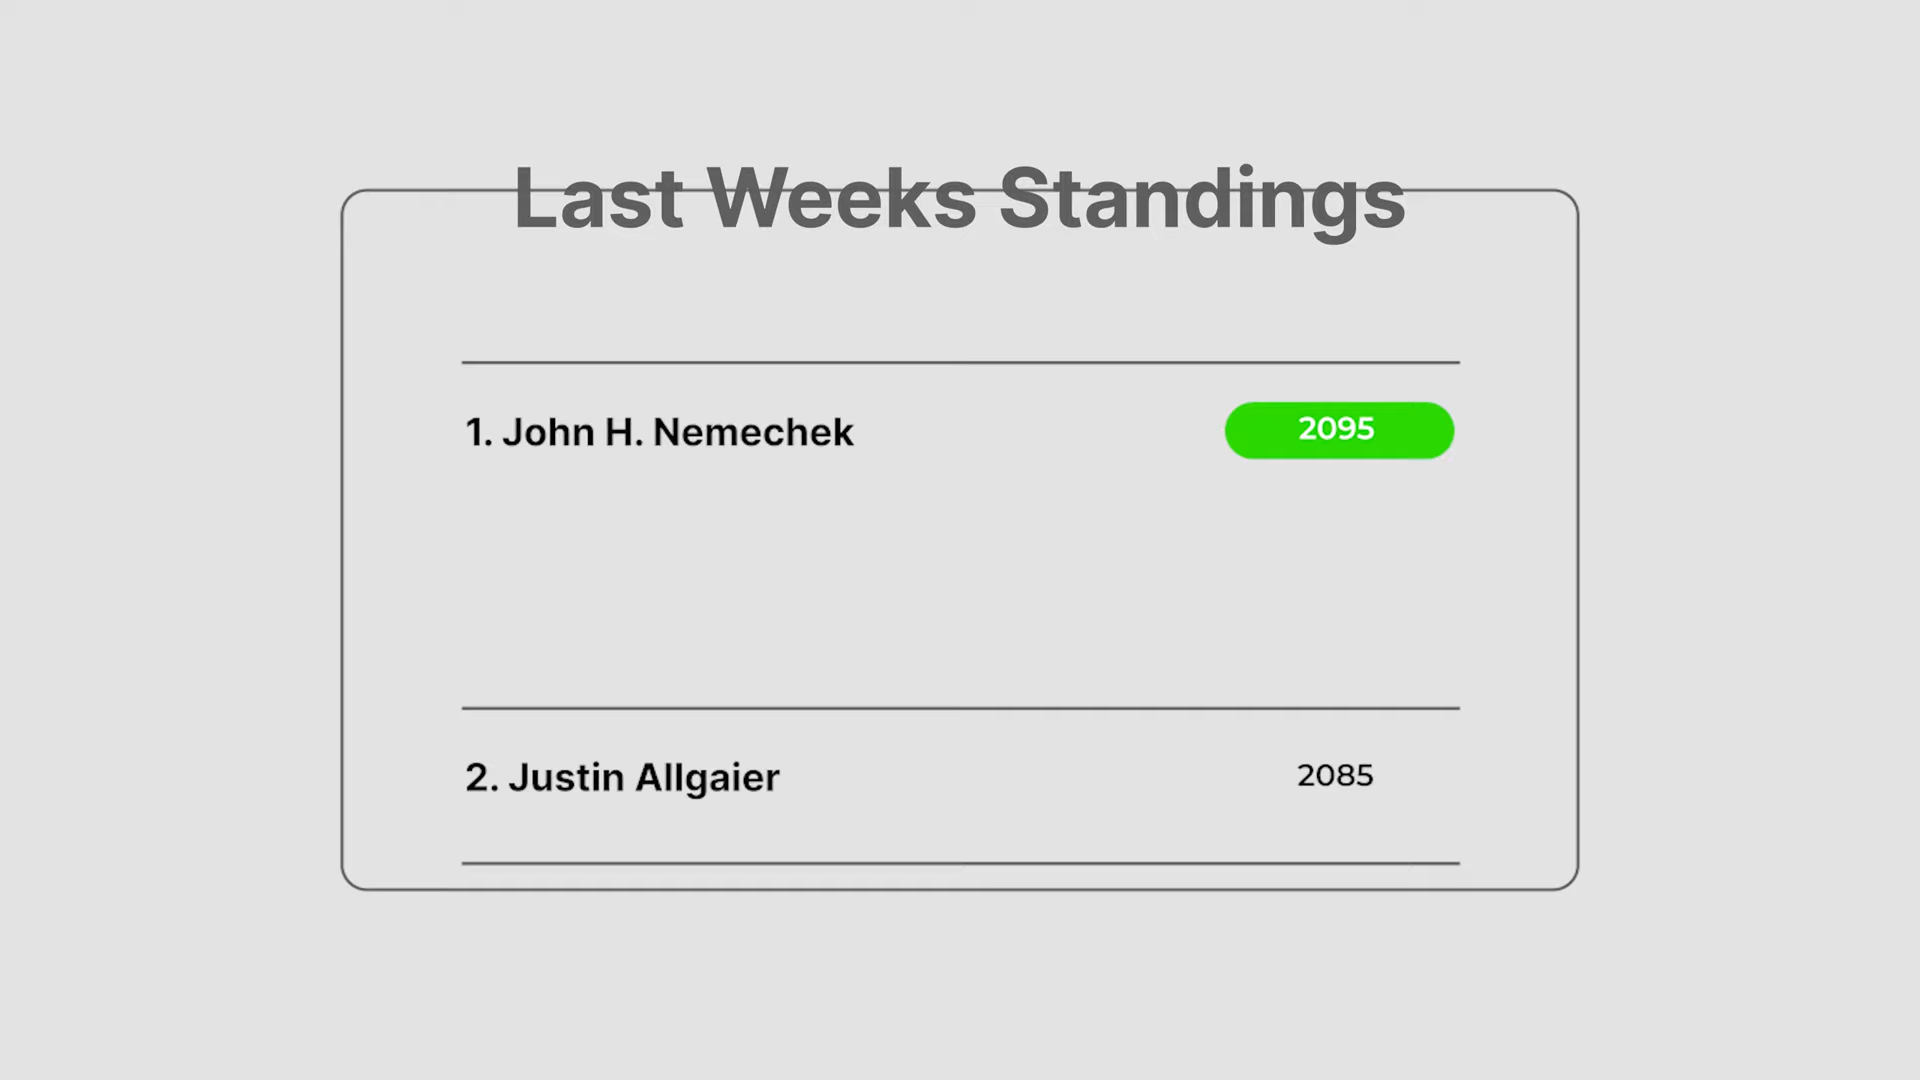 Last Weeks Standings
1. John H. Nemechek 2095
2. Justin Allgaier 2085